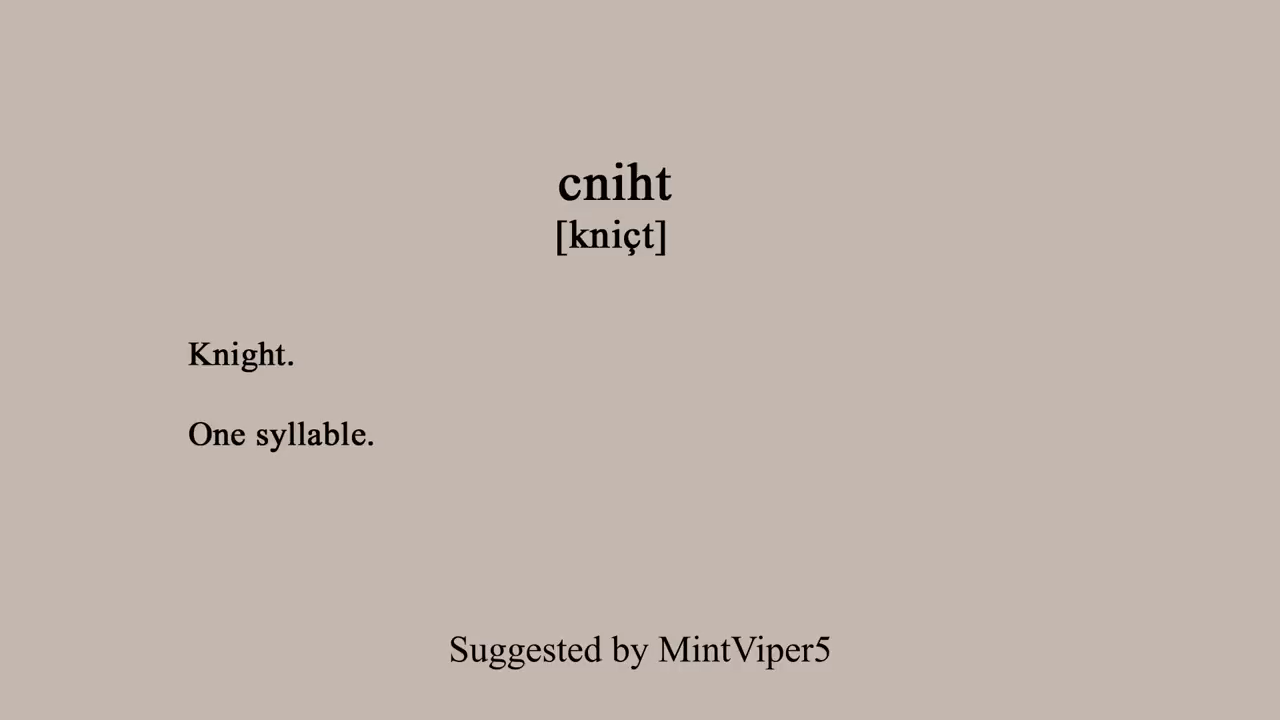 cniht
[kniçt]
Knight.
One syllable.
Suggested by MintViper5